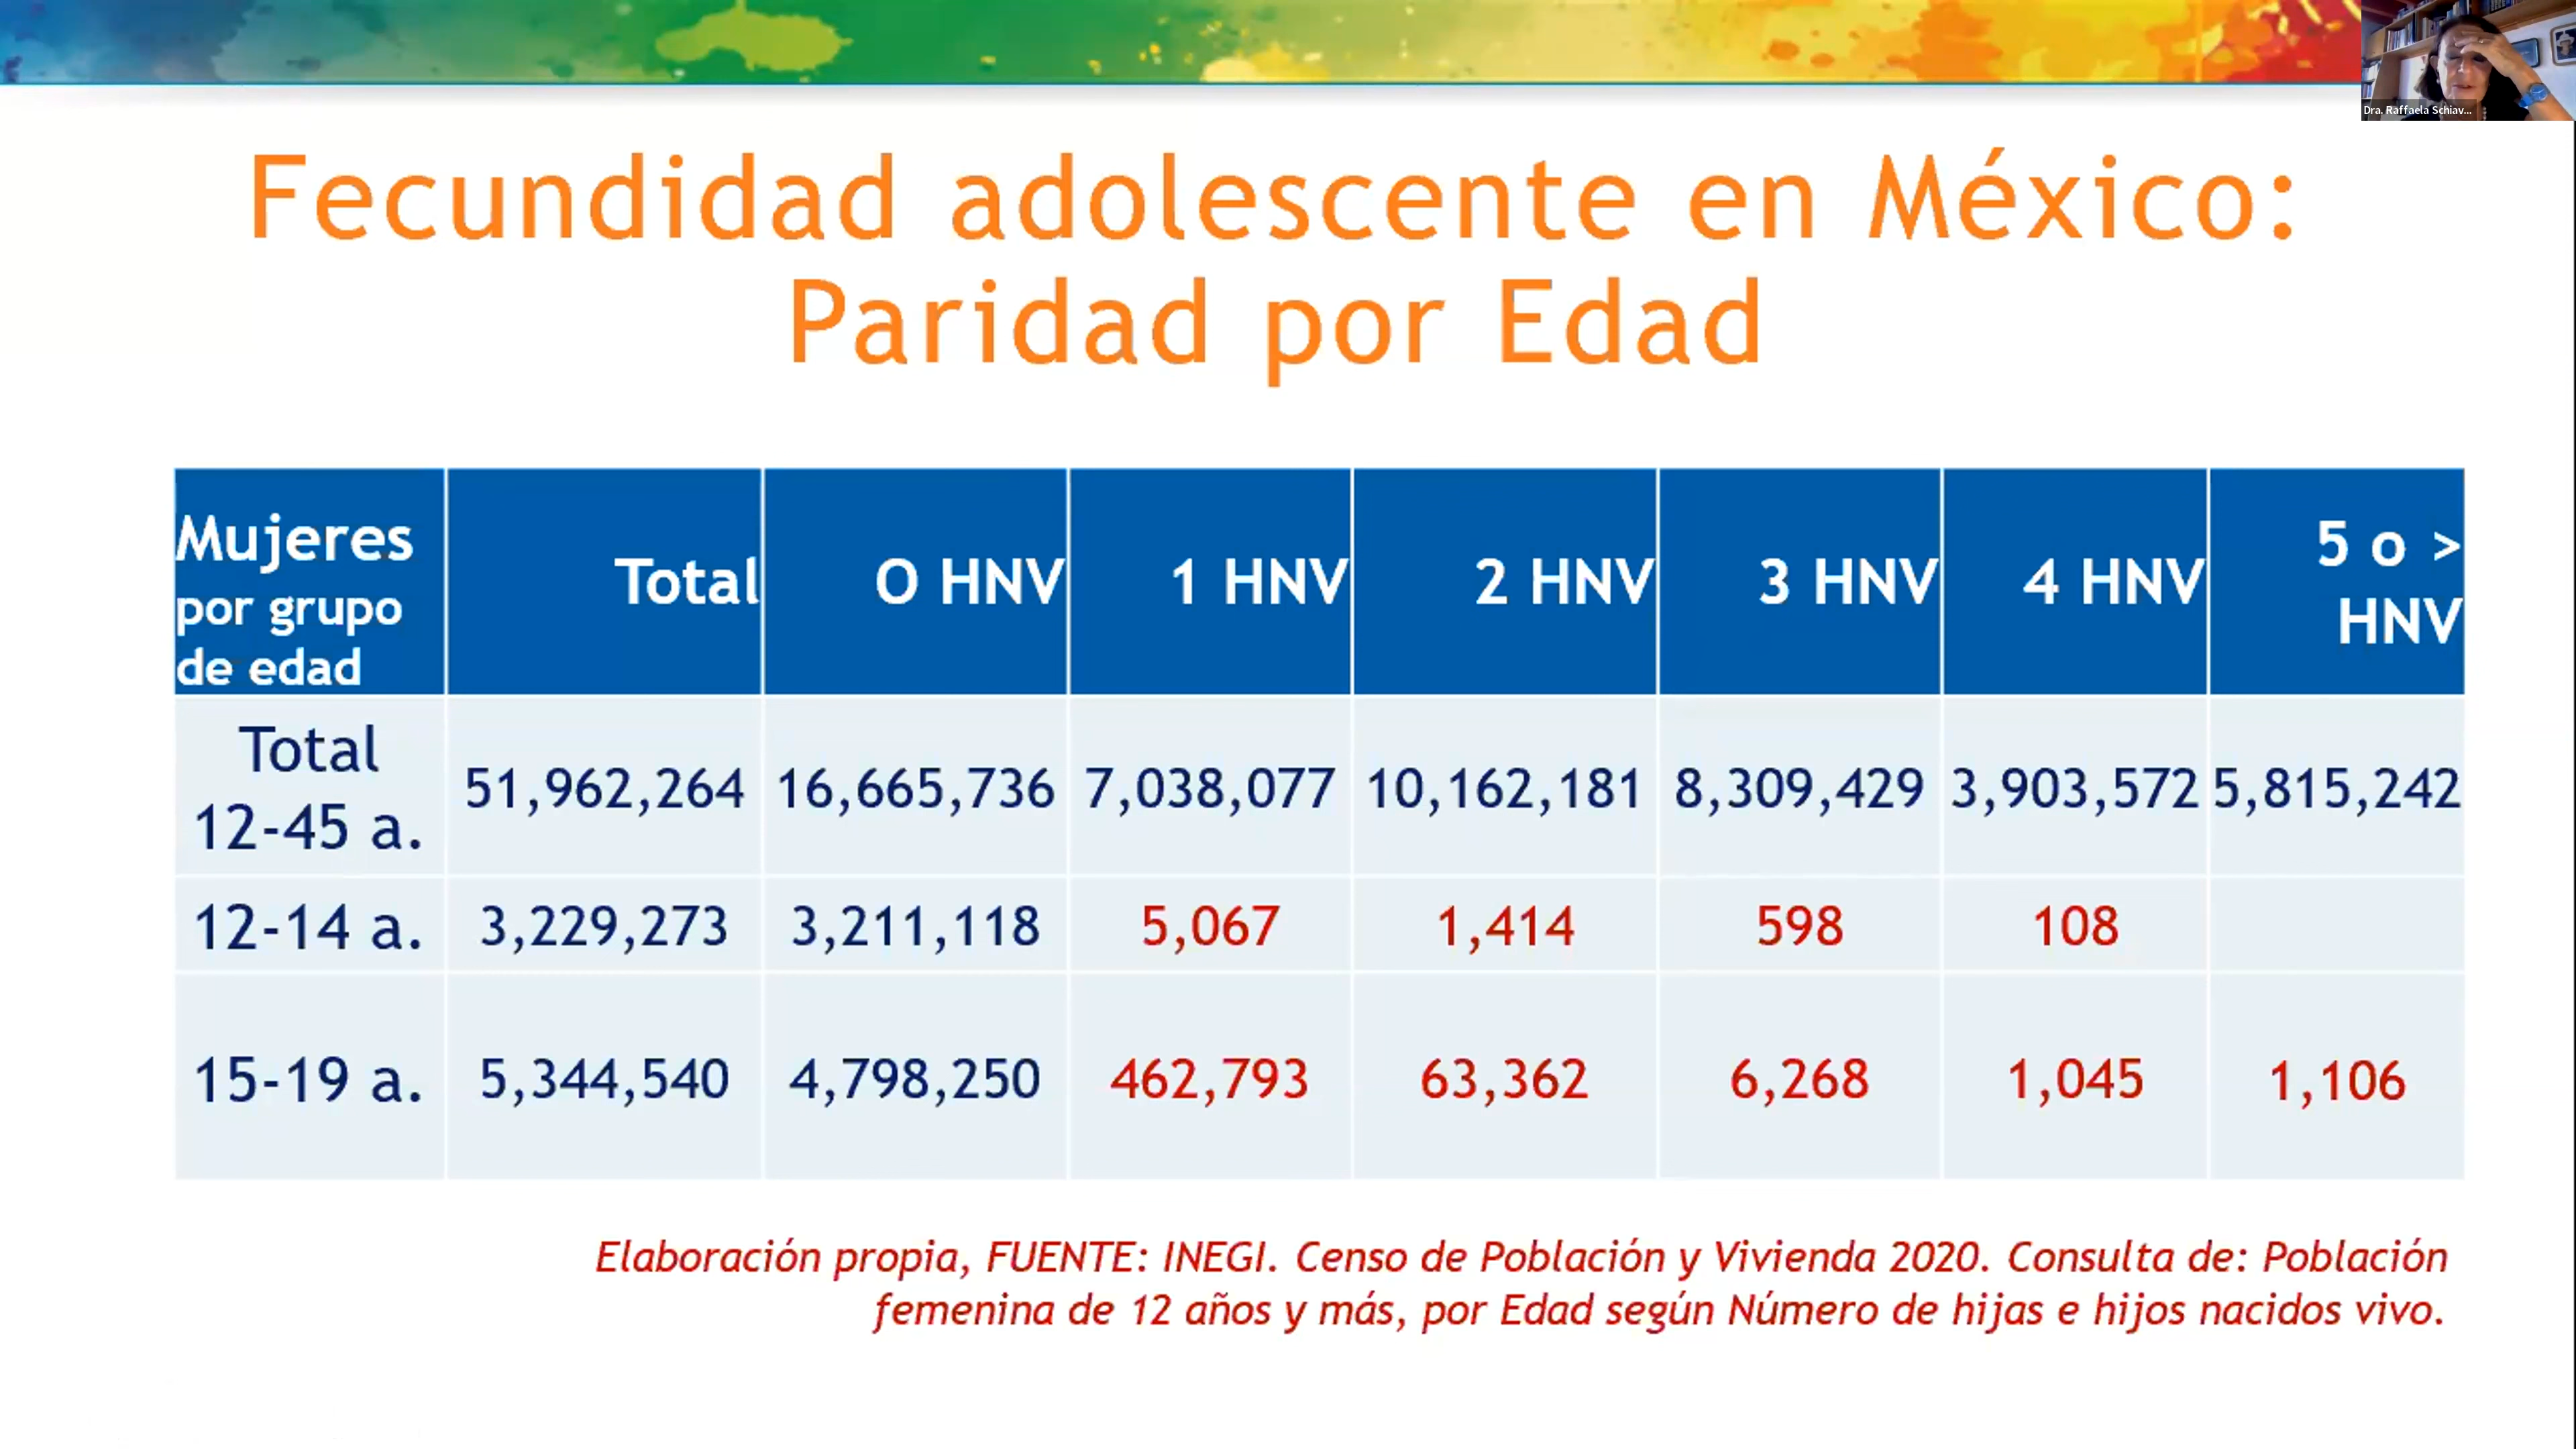 Dra. Raffaela Schiav...
Fecundidad adolescente en México:
Paridad por Edad
Mujeres
por grupo
de edad
Total
0 HNV
1 HNV
2 HNV
3 HNV
4 HNV
5 o >
HNV
Total
12-45 a.
51,962,264
16,665,736
7,038,077
10,162,181
8,309,429
3,903,572
5,815,242
12-14 a.
3,229,273
3,211,118
5,067
1,414
598
108
15-19 a.
5,344,540
4,798,250
462,793
63,362
6,268
1,045
1,106
Elaboración propia, FUENTE: INEGI. Censo de Población y Vivienda 2020. Consulta de: Población
femenina de 12 años y más, por Edad según Número de hijas e hijos nacidos vivo.